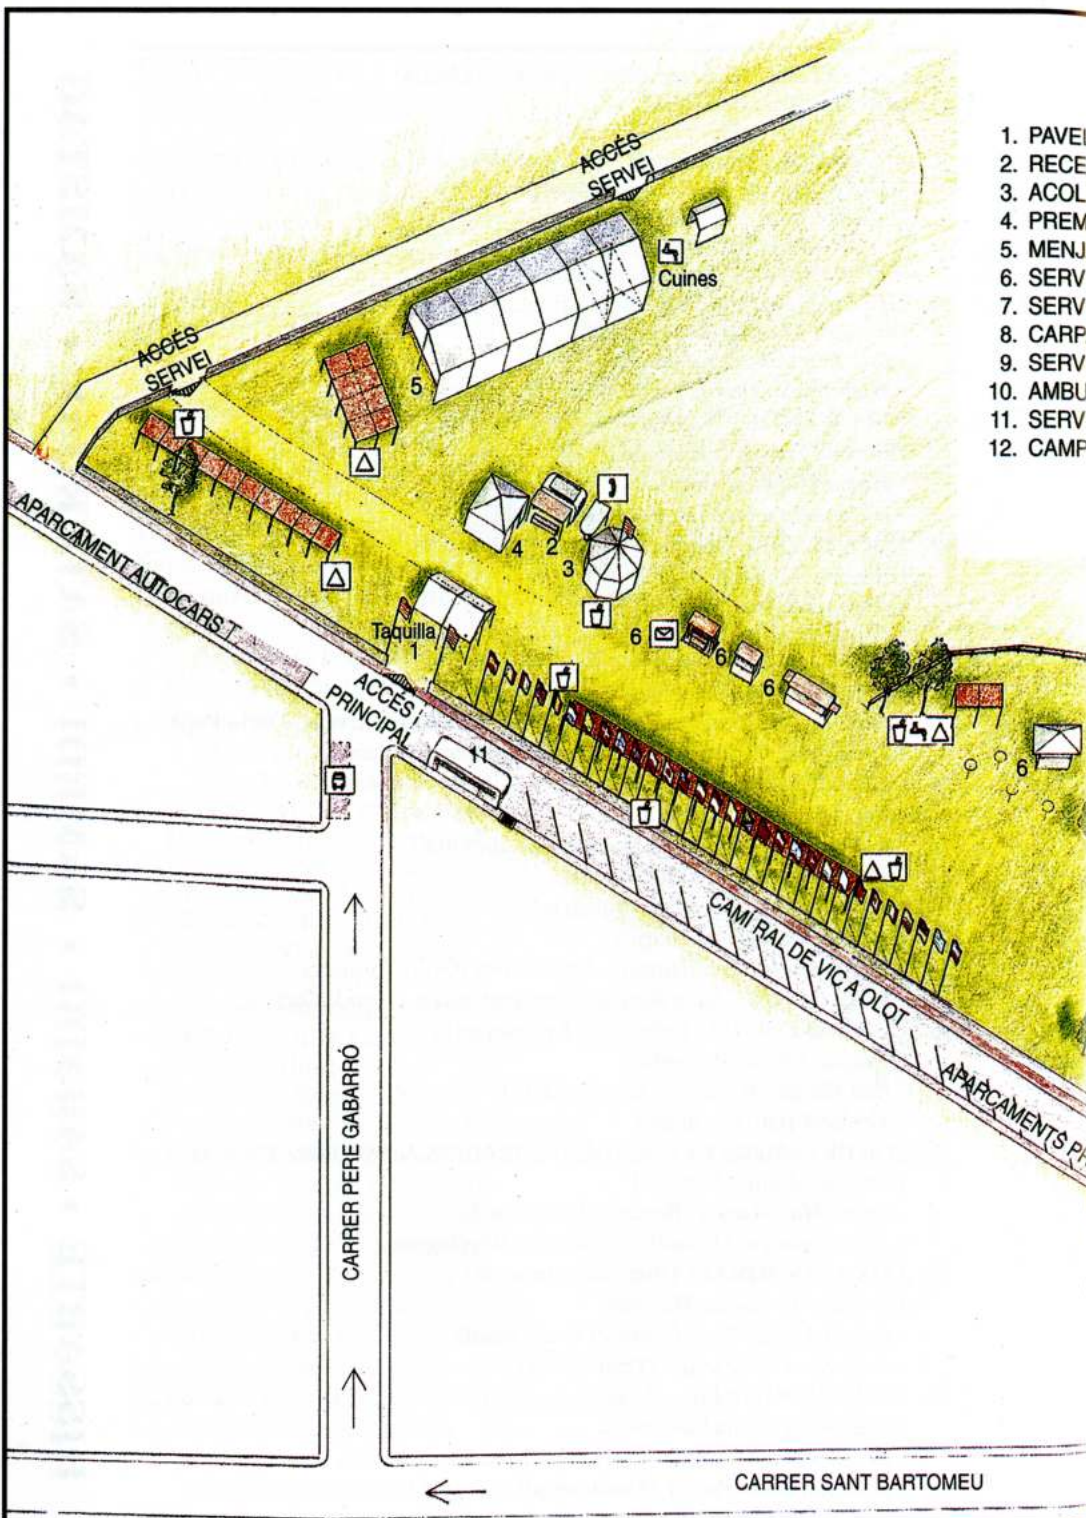 1. PAVEI
2. RECE
3. ACOL
4. PREM
5. MENJ
6. SERV
7. SERV
8. CARP
9. SERV
10. AMBU
11. SERV
12. CAMP
ACCÉS
SERVEI
Cuines
ACCÉS
SERVEI
5
4
2
3
6
6
6
6
APARCAMENT AUTOCARS T
Taquilla
1
ACCÉS
PRINCIPAL
11
CAMÍ RAL DE VIC A OLOT
APARCAMENTS PR
CARRER PERE GABARRÓ
CARRER SANT BARTOMEU